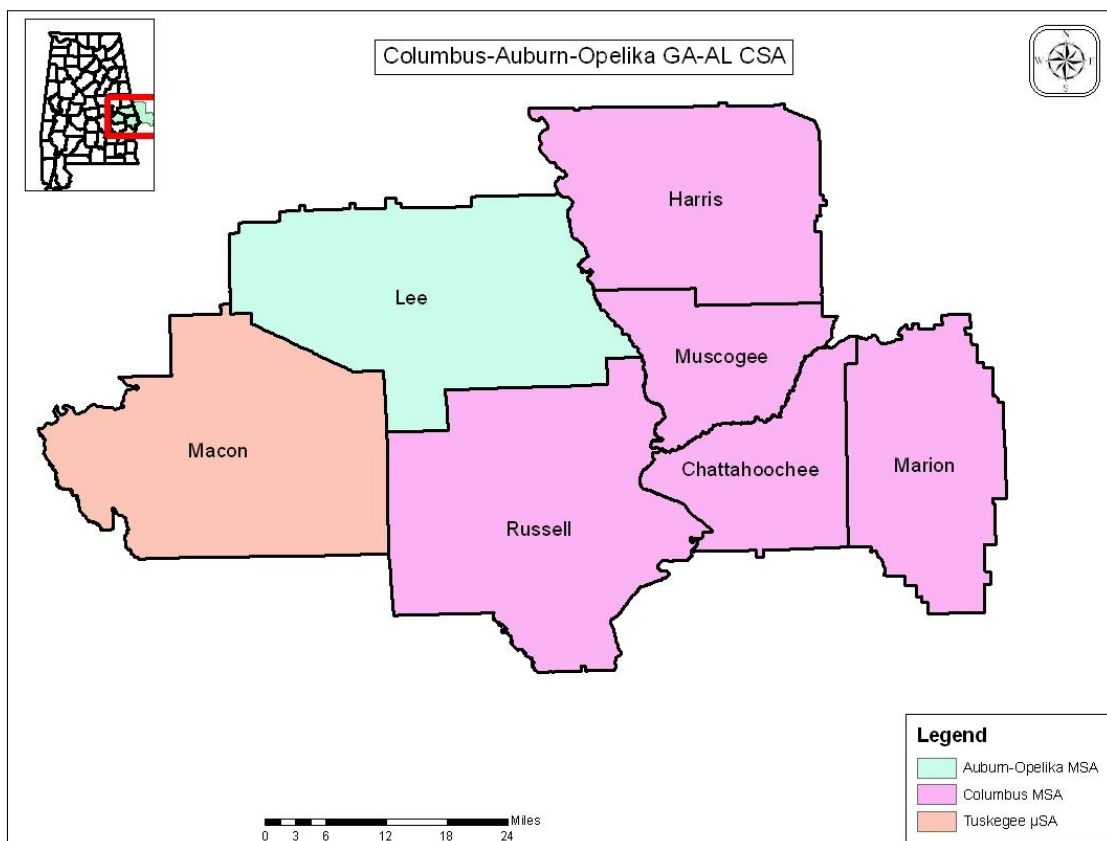 Columbus-Auburn-Opelika GA-AL CSA
N
W E
S
Harris
Lee
Muscogee
Macon
Chattahoochee
Marion
Russell
Legend
Auburn-Opelika MSA
Columbus MSA
Tuskegee µSA
Miles
0 3 6 12 18 24